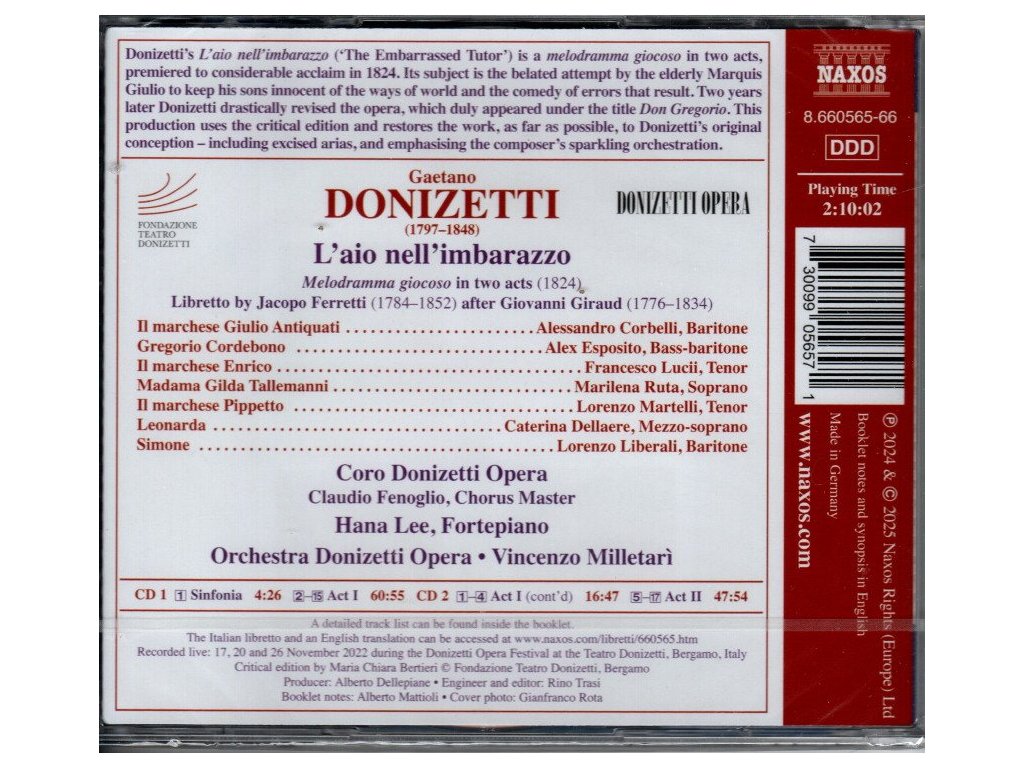 Donizetti's L'aio nell'imbarazzo ('The Embarrassed Tutor') is a melodramma giocoso in two acts,
premiered to considerable acclaim in 1824. Its subject is the belated attempt by the elderly Marquis
Giulio to keep his sons innocent of the ways of world and the comedy of errors that result. Two years
later Donizetti drastically revised the opera, which duly appeared under the title Don Gregorio. This
production uses the critical edition and restores the work, as far as possible, to Donizetti's original
conception – including excised arias, and emphasising the composer's sparkling orchestration.
FONDAZIONE
TEATRO
DONIZETTI
Gaetano
DONIZETTI
(1797–1848)
DONIZETTI OPERA
L'aio nell'imbarazzo
Melodramma giocoso in two acts (1824)
Libretto by Jacopo Ferretti (1784–1852) after Giovanni Giraud (1776–1834)
Il marchese Giulio Antiquati ........................ Alessandro Corbelli, Baritone
Gregorio Cordebono ........................ Alex Esposito, Bass-baritone
Il marchese Enrico ........................ Francesco Lucii, Tenor
Madama Gilda Tallemanni ........................ Marilena Ruta, Soprano
Il marchese Pippetto ........................ Lorenzo Martelli, Tenor
Leonarda ........................ Caterina Dellaere, Mezzo-soprano
Simone ........................ Lorenzo Liberali, Baritone
Coro Donizetti Opera
Claudio Fenoglio, Chorus Master
Hana Lee, Fortepiano
Orchestra Donizetti Opera • Vincenzo Milletarì
CD 1 1 Sinfonia 4:26 2–15 Act I 60:55 CD 2 1–4 Act I (cont'd) 16:47 5–17 Act II 47:54
A detailed track list can be found inside the booklet.
The Italian libretto and an English translation can be accessed at www.naxos.com/libretti/660565.htm
Recorded live: 17, 20 and 26 November 2022 during the Donizetti Opera Festival at the Teatro Donizetti, Bergamo, Italy
Critical edition by Maria Chiara Bertieri © Fondazione Teatro Donizetti, Bergamo
Producer: Alberto Dellepiane • Engineer and editor: Rino Trasi
Booklet notes: Alberto Mattioli • Cover photo: Gianfranco Rota
NAXOS
8.660565-66
DDD
Playing Time
2:10:02
7 30099 05657 1
℗ 2024 & © 2025 Naxos Rights (Europe) Ltd
Booklet notes and synopsis in English
Made in Germany
www.naxos.com